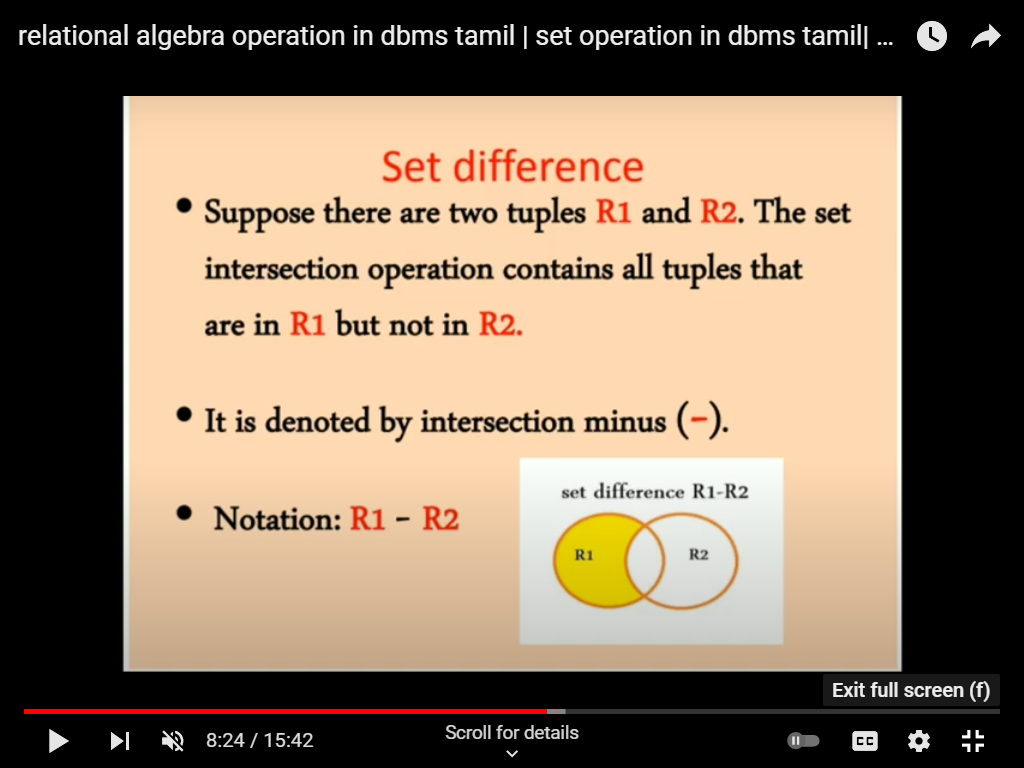 relational algebra operation in dbms tamil | set operation in dbms tamil| ...
Set difference
• Suppose there are two tuples R1 and R2. The set
intersection operation contains all tuples that
are in R1 but not in R2.
• It is denoted by intersection minus (-).
• Notation: R1 - R2
set difference R1-R2
R1
R2
Exit full screen (f)
8:24 / 15:42
Scroll for details
CC